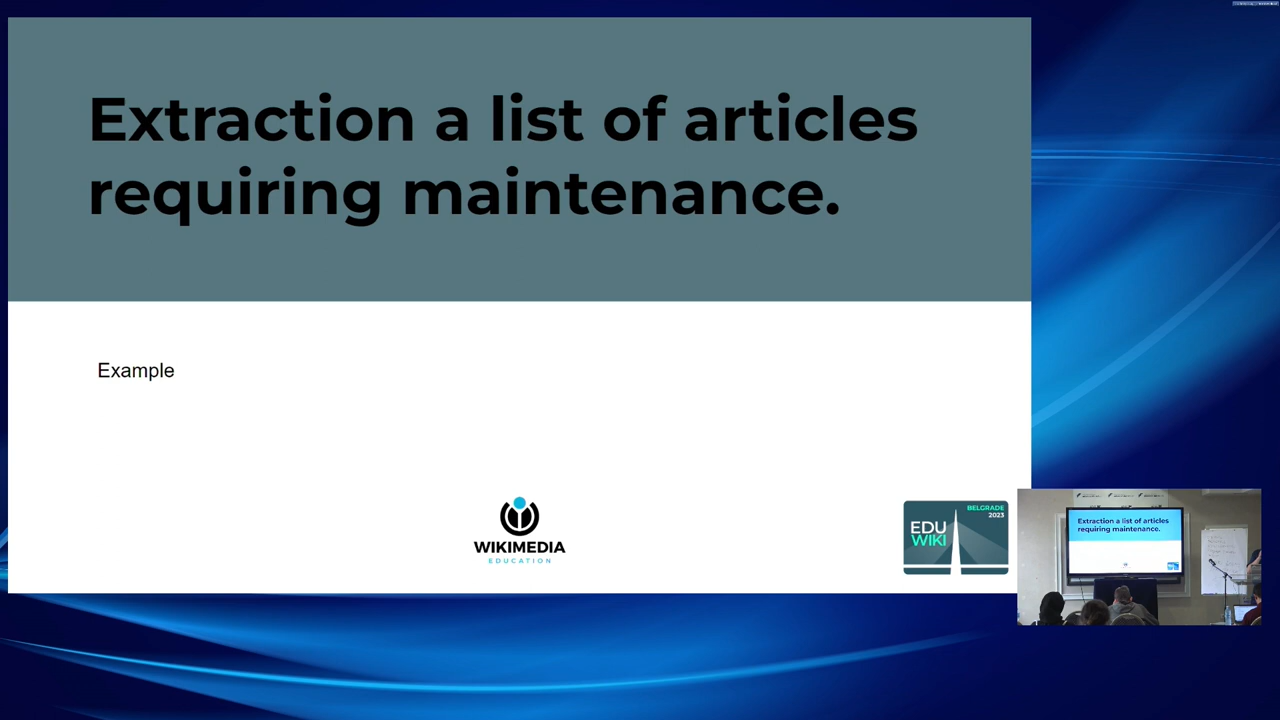 Extraction a list of articles
requiring maintenance.
Example
WIKIMEDIA
EDUCATION
BELGRADE
2023
EDU
WIKI
Extraction a list of articles
requiring maintenance.